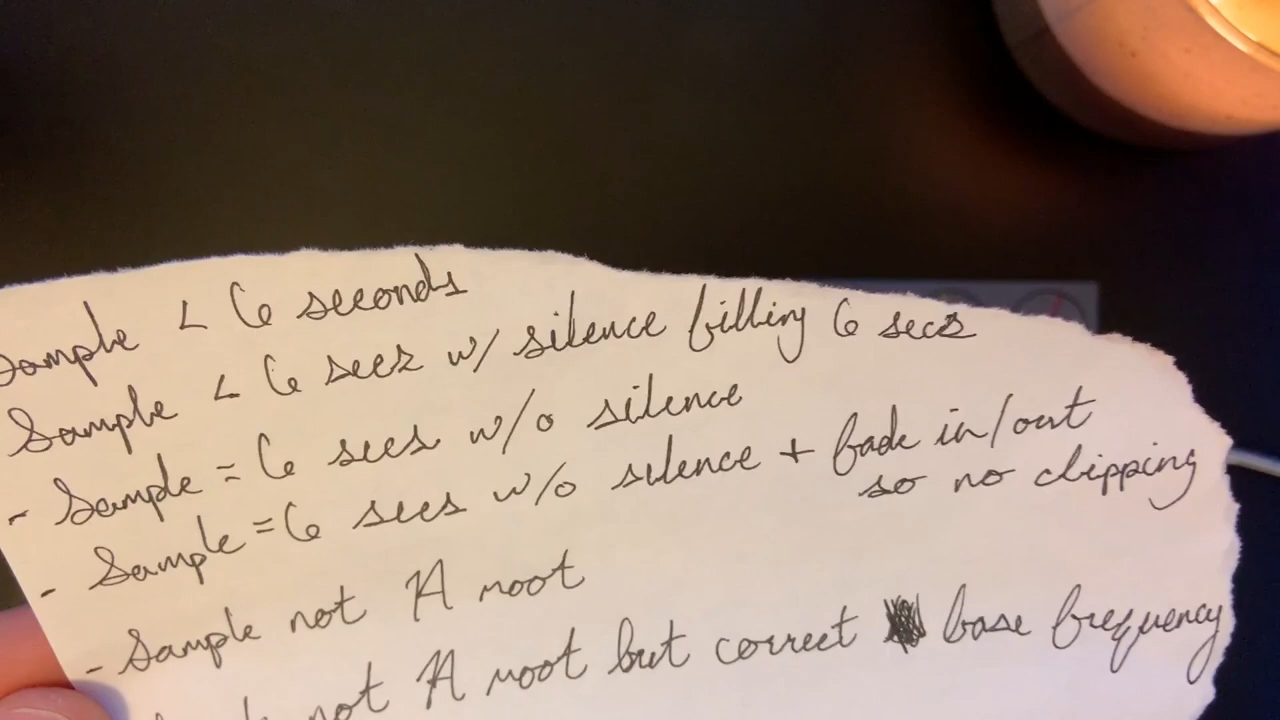 Sample < 6 seconds
Sample < 6 secs w/ silence filling 6 secs
- Sample = 6 secs w/o silence
- Sample = 6 secs w/o silence + fade in/out
so no clipping
- Sample not A root
not A root but correct base frequency